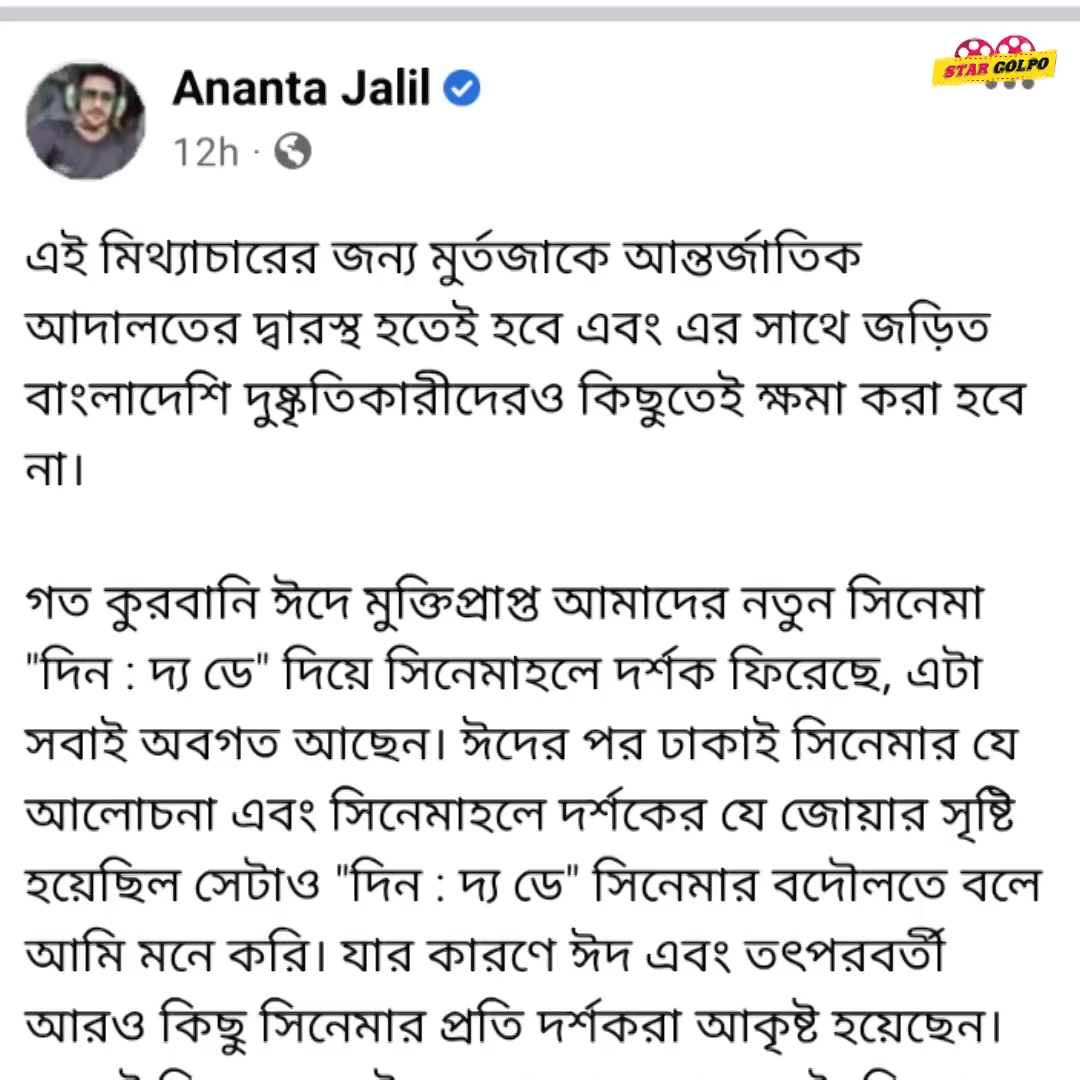 Ananta Jalil
12h ·
STAR GOLPO
এই মিথ্যাচারের জন্য মুর্তজাকে আন্তর্জাতিক
আদালতের দ্বারস্থ হতেই হবে এবং এর সাথে জড়িত
বাংলাদেশি দুষ্কৃতিকারীদেরও কিছুতেই ক্ষমা করা হবে
না।
গত কুরবানি ঈদে মুক্তিপ্রাপ্ত আমাদের নতুন সিনেমা
"দিন : দ্য ডে" দিয়ে সিনেমাহলে দর্শক ফিরেছে, এটা
সবাই অবগত আছেন। ঈদের পর ঢাকাই সিনেমার যে
আলোচনা এবং সিনেমাহলে দর্শকের যে জোয়ার সৃষ্টি
হয়েছিল সেটাও "দিন : দ্য ডে" সিনেমার বদৌলতে বলে
আমি মনে করি। যার কারণে ঈদ এবং তৎপরবর্তী
আরও কিছু সিনেমার প্রতি দর্শকরা আকৃষ্ট হয়েছেন।